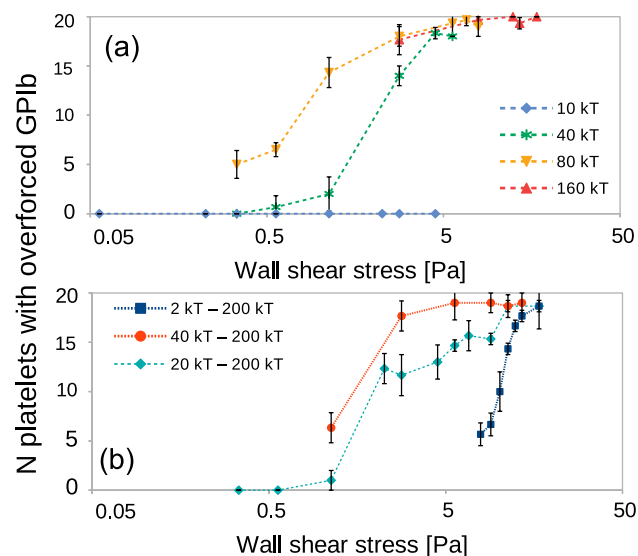 N platelets with overforced GPIb
(a)
20
15
10
5
0
10 kT
40 kT
80 kT
160 kT
0.05
0.5
5
50
Wall shear stress [Pa]
20
15
10
5
0
2 kT – 200 kT
40 kT – 200 kT
20 kT – 200 kT
(b)
0.05
0.5
5
50
Wall shear stress [Pa]